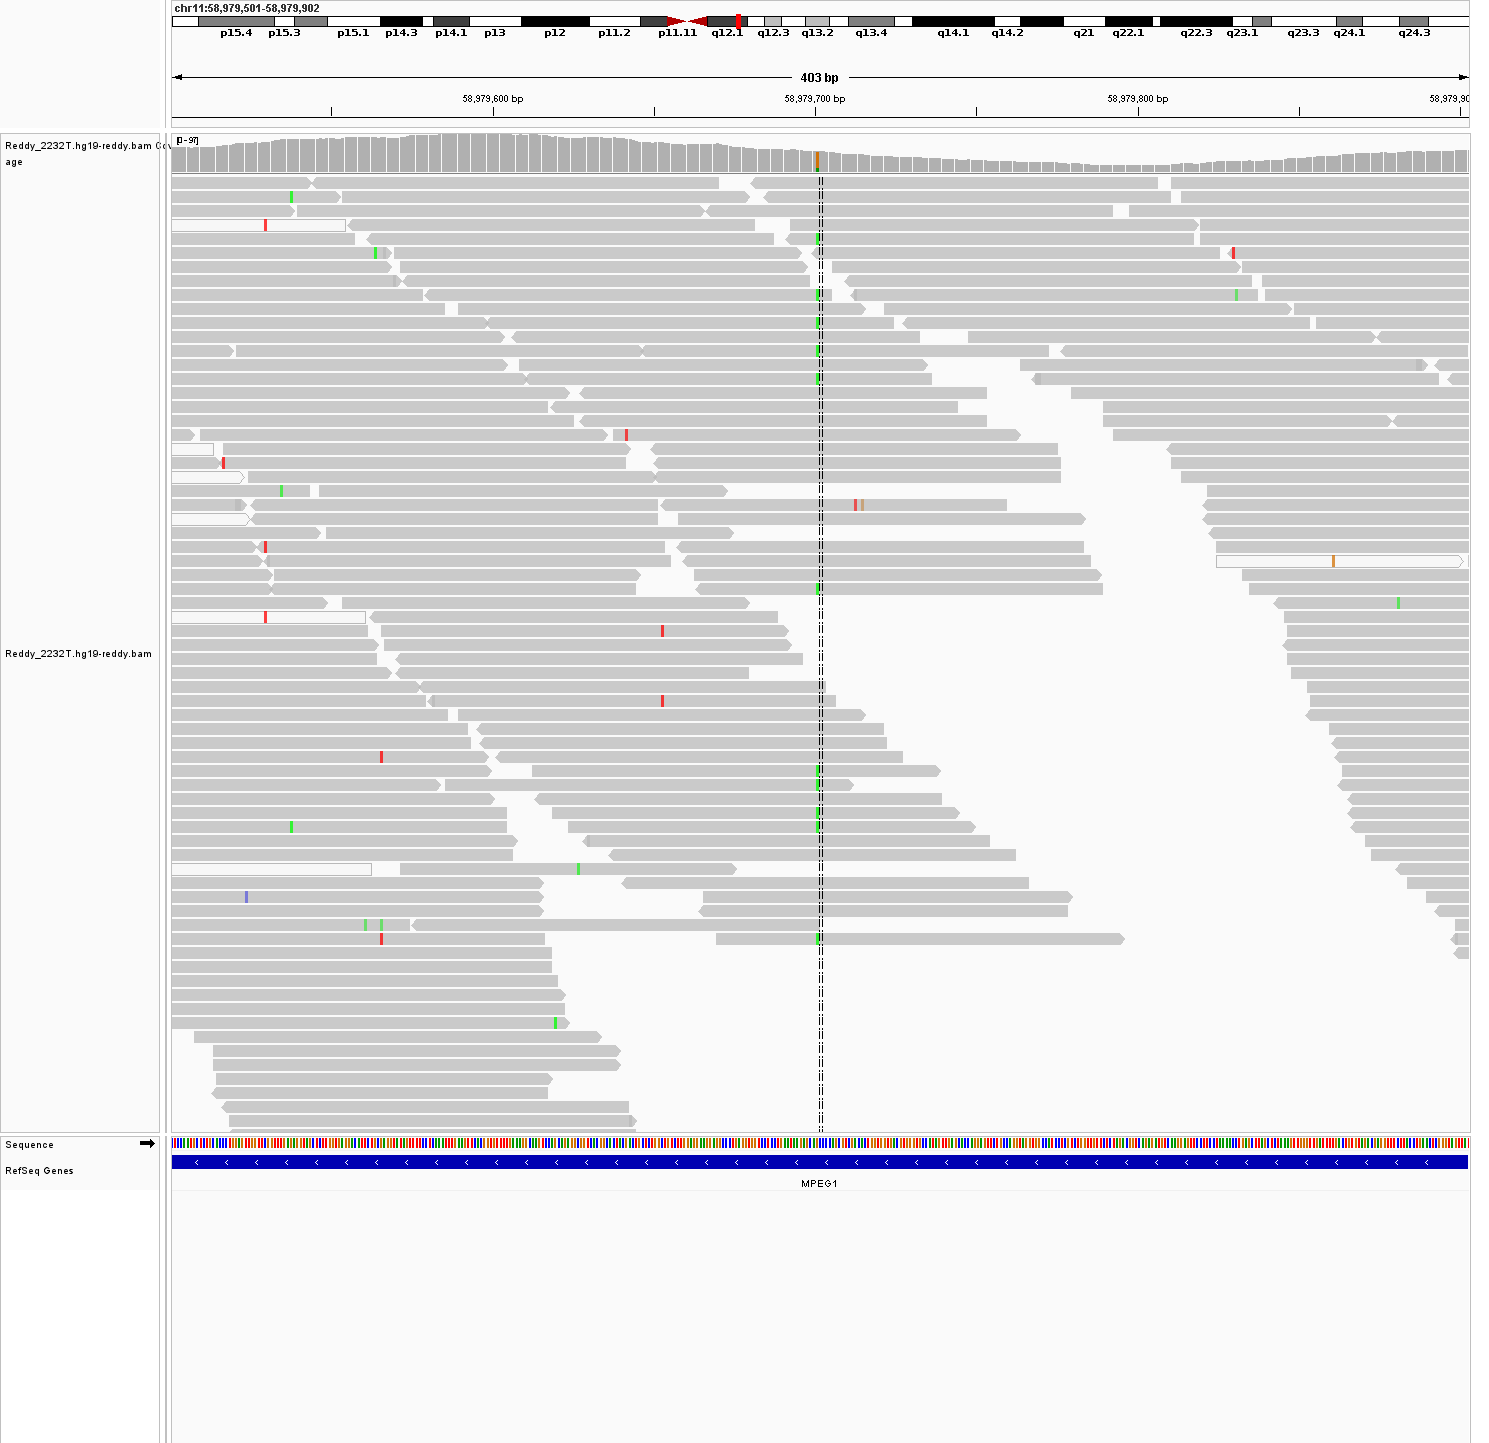 chr11:58,979,501-58,979,902
p15.4 p15.3 p15.1 p14.3 p14.1 p13 p12 p11.2 p11.11 q12.1 q12.3 q13.2 q13.4 q14.1 q14.2 q21 q22.1 q22.3 q23.1 q23.3 q24.1 q24.3
403 bp
58,979,600 bp 58,979,700 bp 58,979,800 bp 58,979,90
Reddy_2232T.hg19-reddy.bam Cov
age
[0-97]
Reddy_2232T.hg19-reddy.bam
Sequence
RefSeq Genes
MPEG1